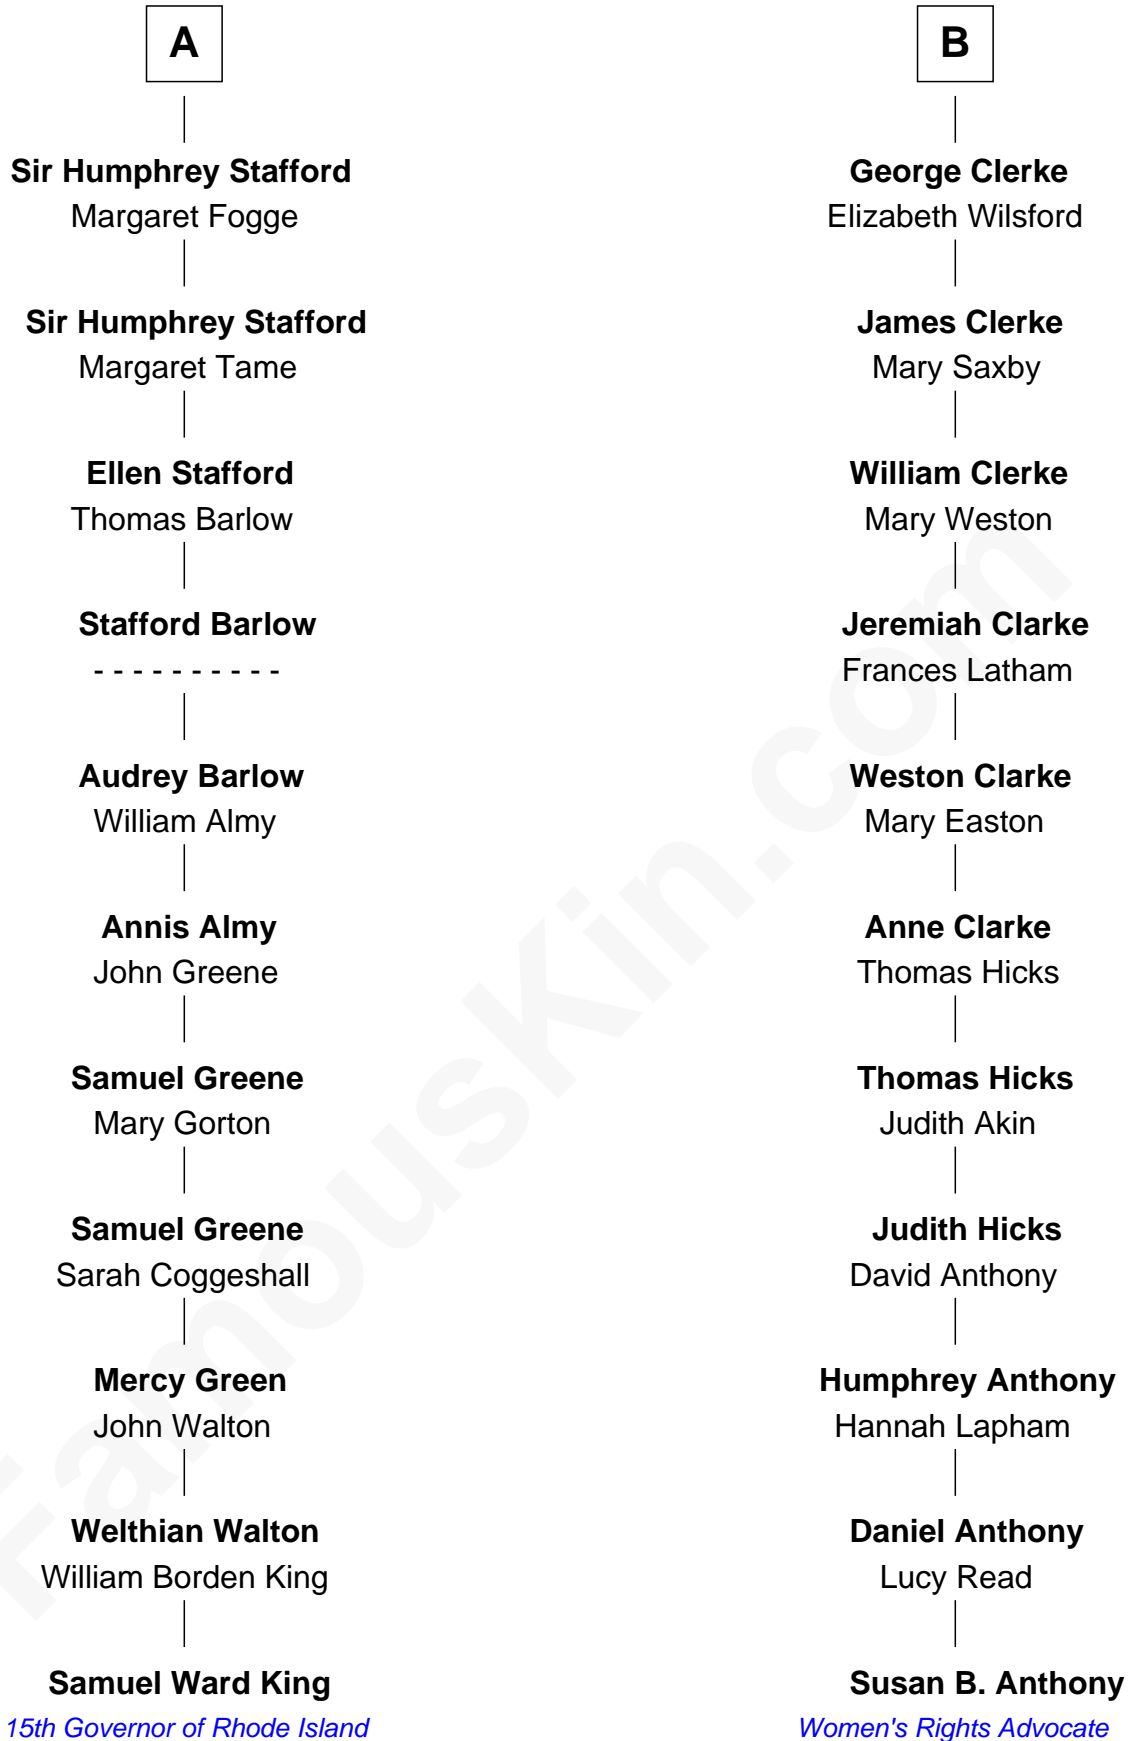 A
Sir Humphrey Stafford
Margaret Fogge
Sir Humphrey Stafford
Margaret Tame
Ellen Stafford
Thomas Barlow
Stafford Barlow
- - - - - - - - - -
Audrey Barlow
William Almy
Annis Almy
John Greene
Samuel Greene
Mary Gorton
Samuel Greene
Sarah Coggeshall
Mercy Green
John Walton
Welthian Walton
William Borden King
Samuel Ward King
15th Governor of Rhode Island
B
George Clerke
Elizabeth Wilsford
James Clerke
Mary Saxby
William Clerke
Mary Weston
Jeremiah Clarke
Frances Latham
Weston Clarke
Mary Easton
Anne Clarke
Thomas Hicks
Thomas Hicks
Judith Akin
Judith Hicks
David Anthony
Humphrey Anthony
Hannah Lapham
Daniel Anthony
Lucy Read
Susan B. Anthony
Women's Rights Advocate
FamousKin.com